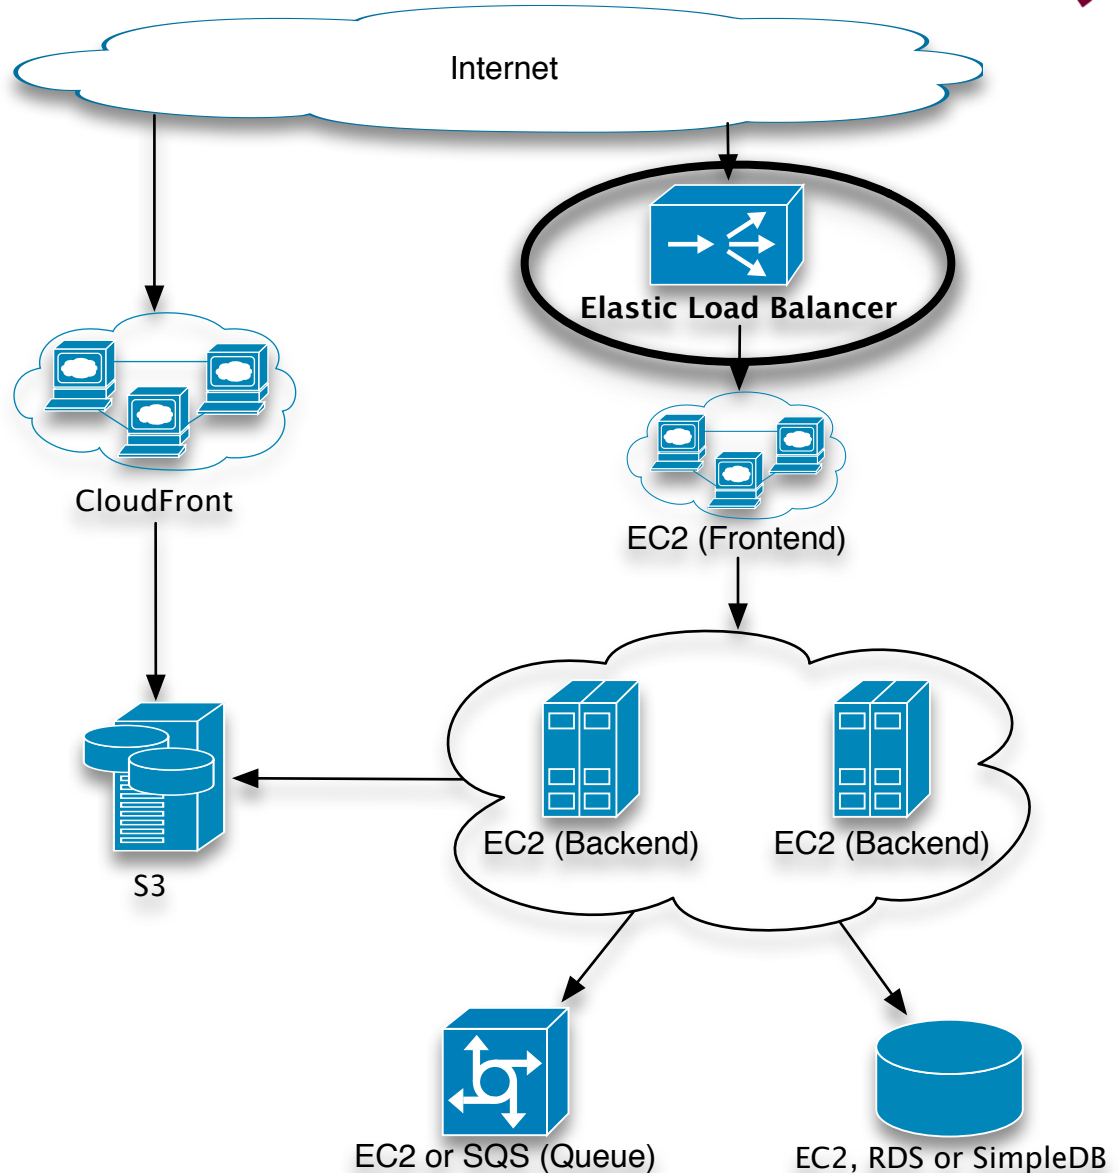 Internet
Elastic Load Balancer
CloudFront
EC2 (Frontend)
EC2 (Backend)
EC2 (Backend)
S3
EC2 or SQS (Queue)
EC2, RDS or SimpleDB